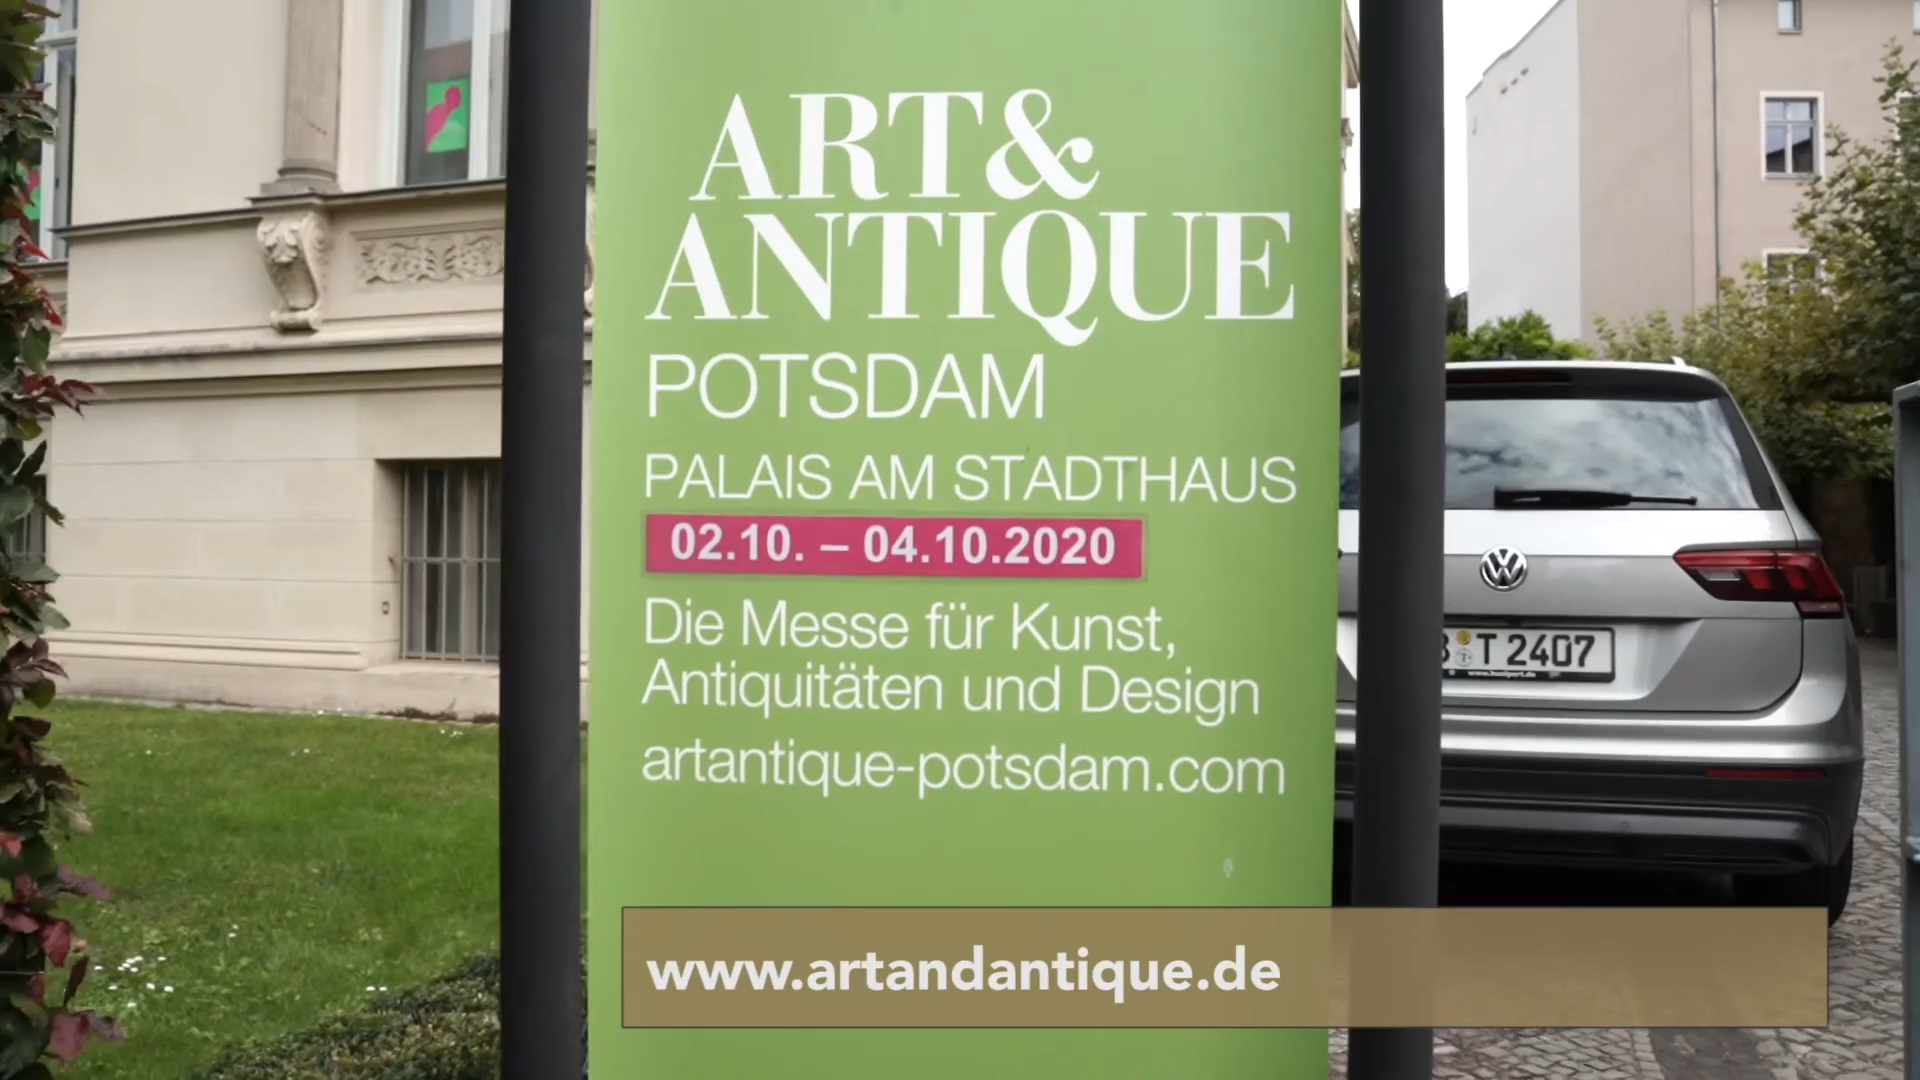 ART&
ANTIQUE
POTSDAM
PALAIS AM STADTHAUS
02.10. – 04.10.2020
Die Messe für Kunst,
Antiquitäten und Design
artantique-potsdam.com
T 2407
www.artandantique.de